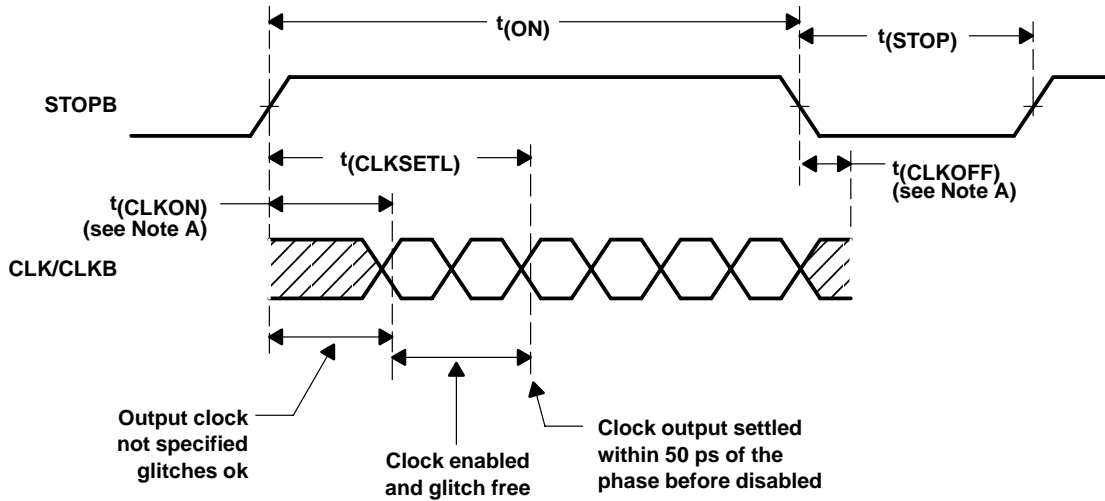 t(ON)
t(STOP)
STOPB
t(CLKSETL)
t(CLKOFF)
(see Note A)
t(CLKON)
(see Note A)
CLK/CLKB
Output clock
not specified
glitches ok
Clock enabled
and glitch free
Clock output settled
within 50 ps of the
phase before disabled